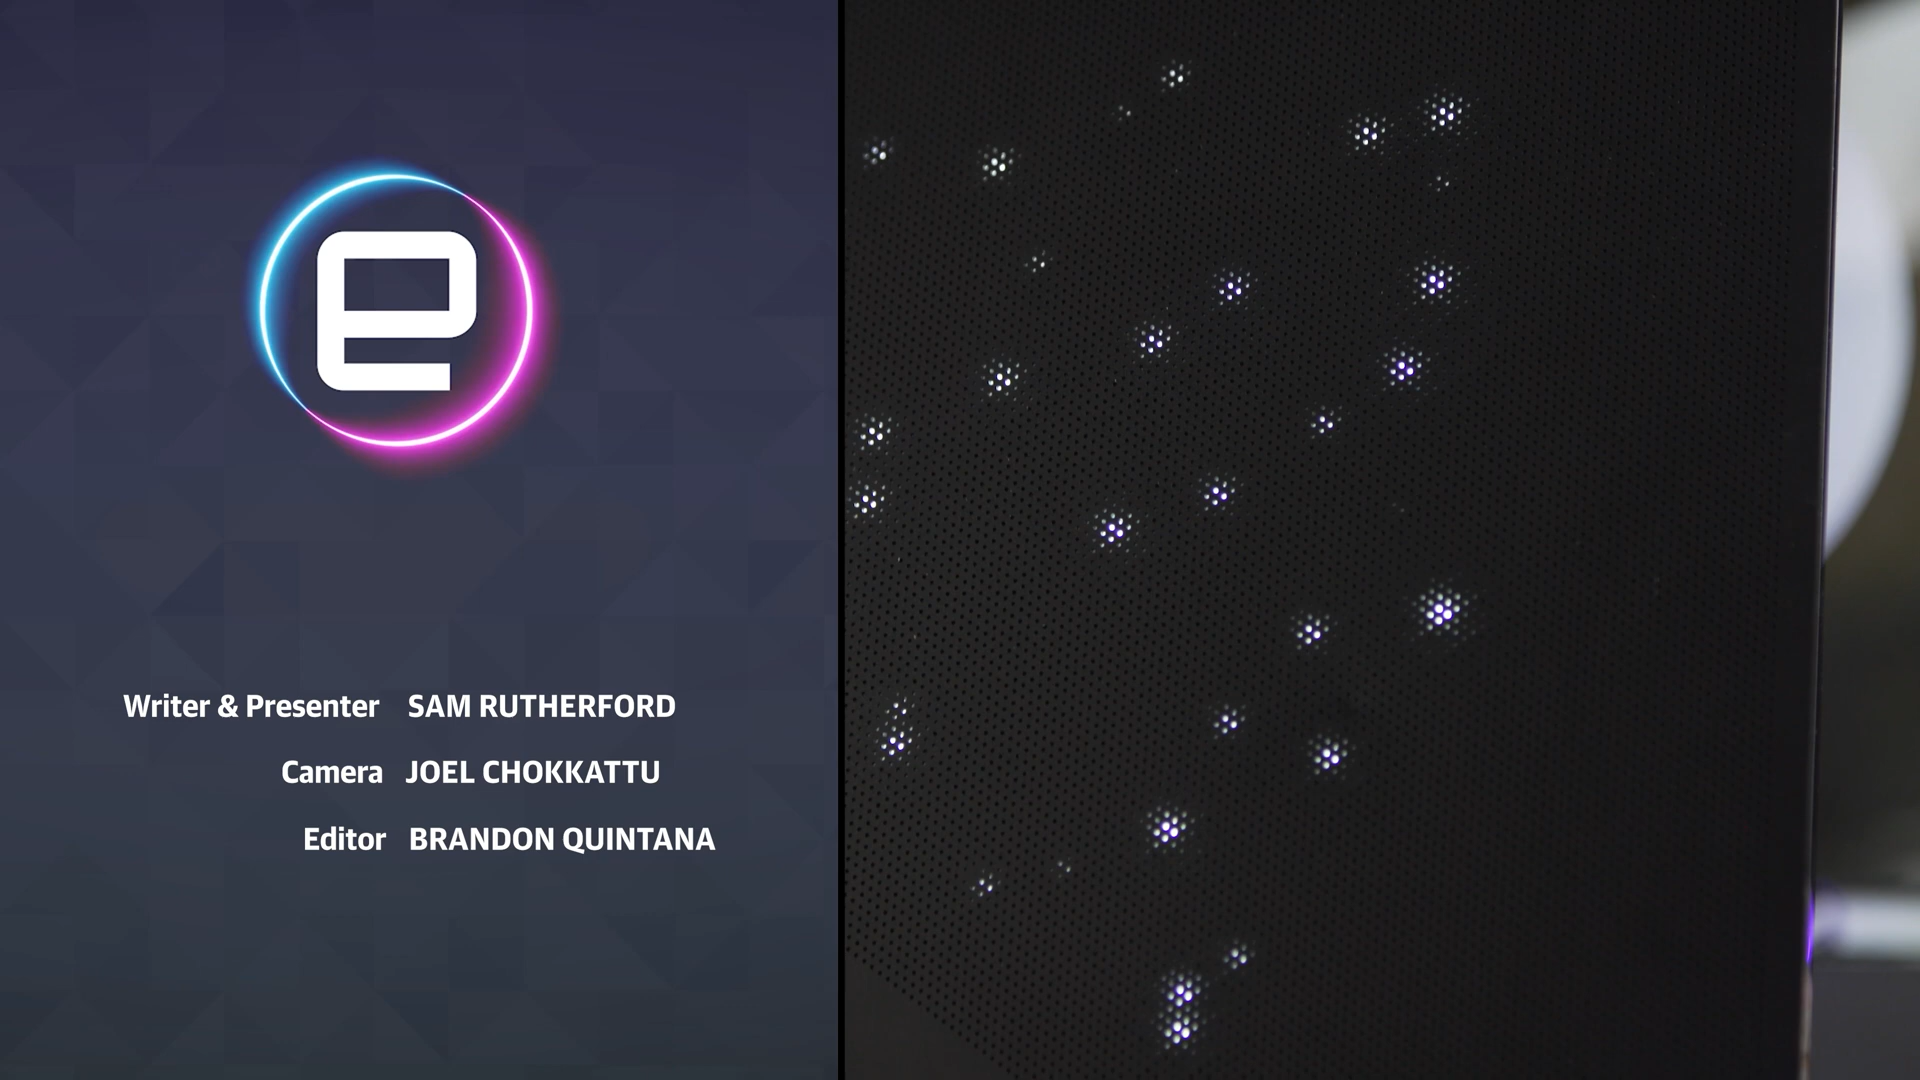 e
Writer & Presenter SAM RUTHERFORD
Camera JOEL CHOKKATTU
Editor BRANDON QUINTANA